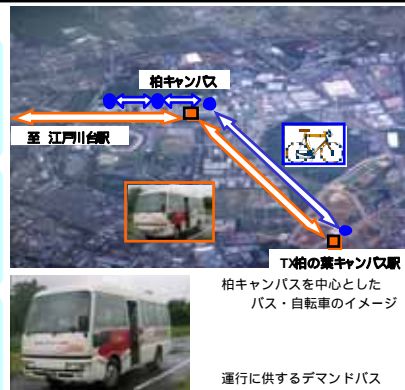 柏キャンパス
至 江戸川台駅
TX柏の葉キャンパス駅
柏キャンパスを中心とした
バス・自転車のイメージ
運行に供するデマンドバス